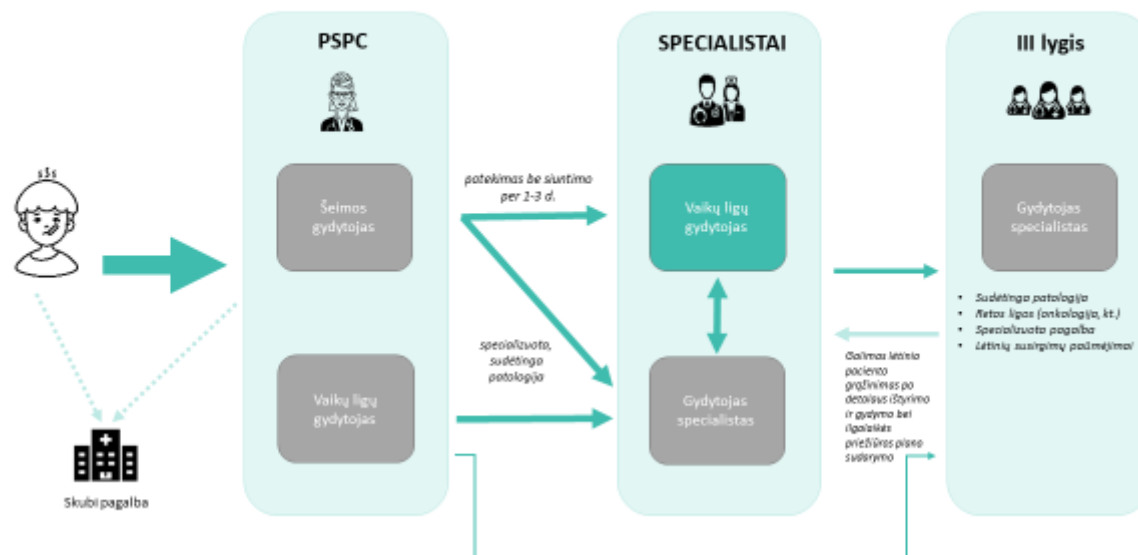 PSPC
SPECIALISTAI
III lygis
Šeimos
gydytojas
patekimas be siuntimo
per 1-3 d.
Vaikų ligų
gydytojas
Gydytojas
specialistas
• Sudėtinga patologija
• Retos ligos (onkologija, kt.)
• Specializuota pagalba
• Lėtinių susirgimų paūmėjimai
specializuota,
sudėtinga
patologija
Vaikų ligų
gydytojas
Gydytojas
specialistas
Galimas lėtinio
paciento
grąžinimas po
detalaus ištyrimo
ir gydymo bei
ilgalaikės
priežiūros plano
sudarymo
Skubi pagalba